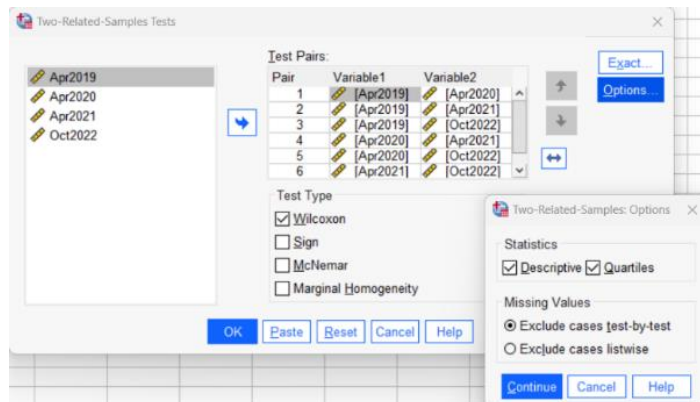 Two-Related-Samples Tests
Apr2019
Apr2020
Apr2021
Oct2022
Test Pairs:
Pair Variable1 Variable2
1 [Apr2019] [Apr2020]
2 [Apr2019] [Apr2021]
3 [Apr2019] [Oct2022]
4 [Apr2020] [Apr2021]
5 [Apr2020] [Oct2022]
6 [Apr2021] [Oct2022]
Exact...
Options...
Test Type
Wilcoxon
Sign
McNemar
Marginal Homogeneity
OK Paste Reset Cancel Help
Two-Related-Samples: Options
Statistics
Descriptive Quartiles
Missing Values
Exclude cases test-by-test
Exclude cases listwise
Continue Cancel Help